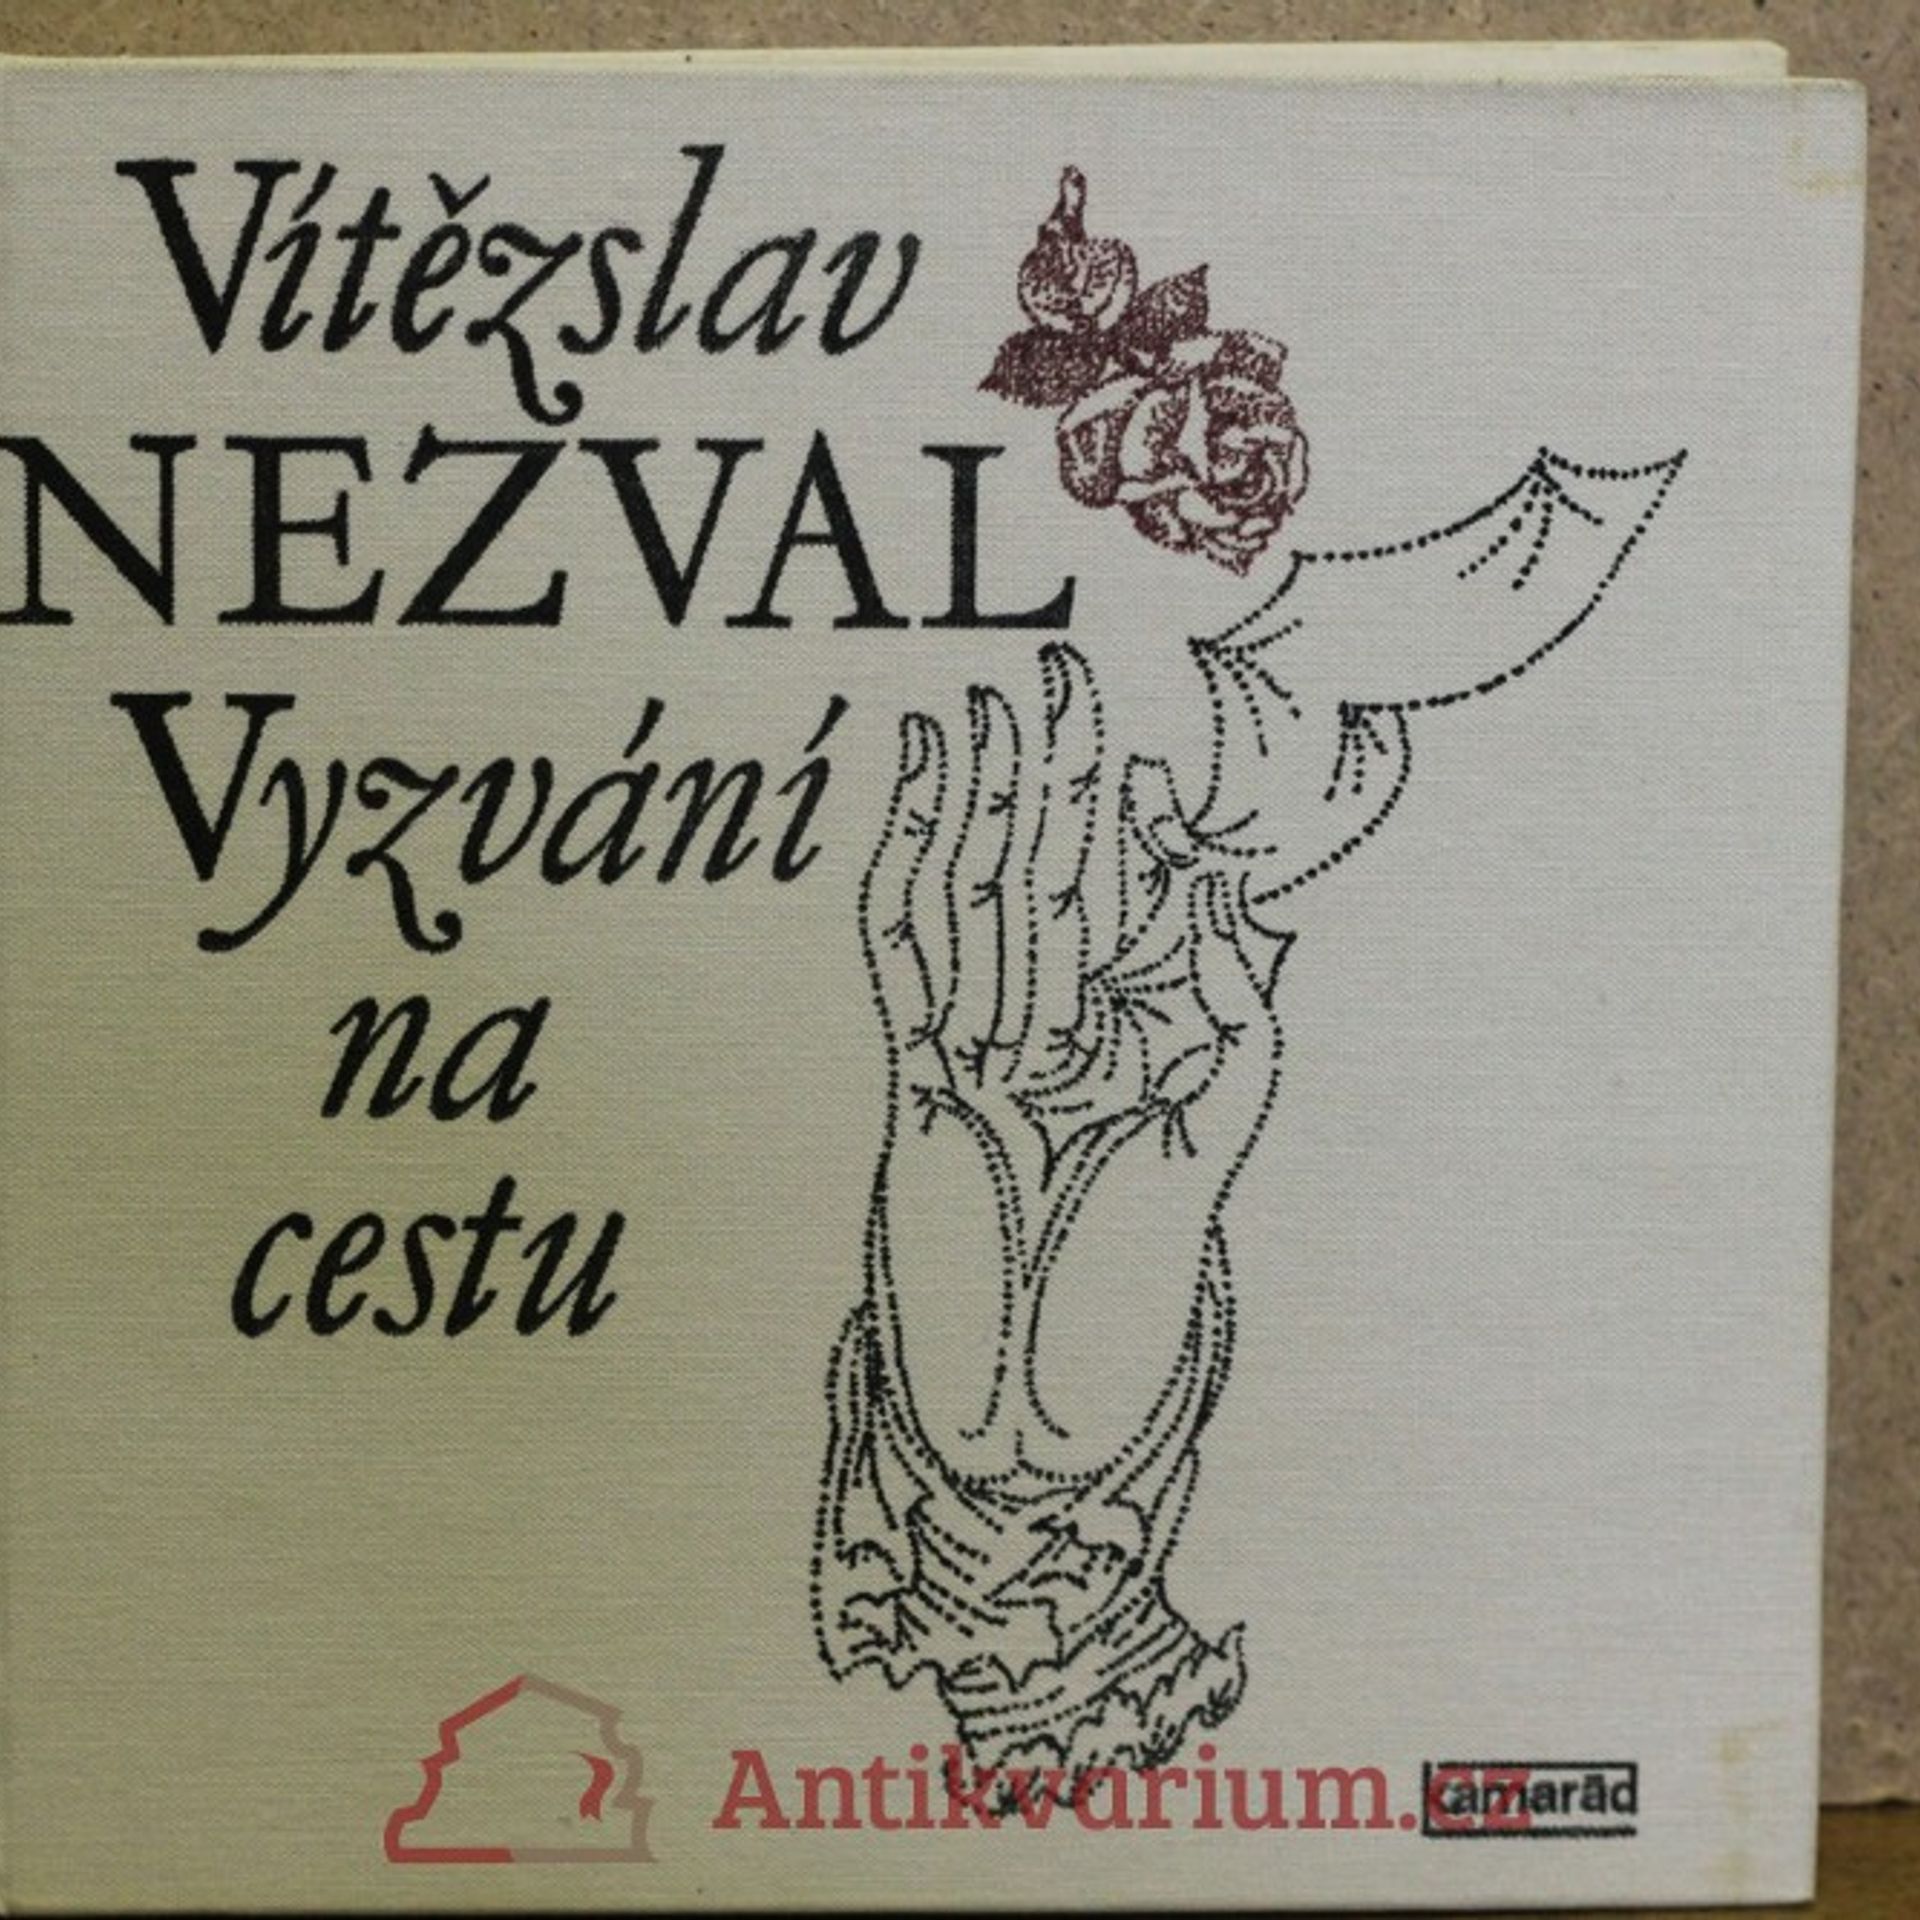 Vítězslav
NEZVAL
Vyzvání
na
cestu
Antikvarium.cz
kamarád